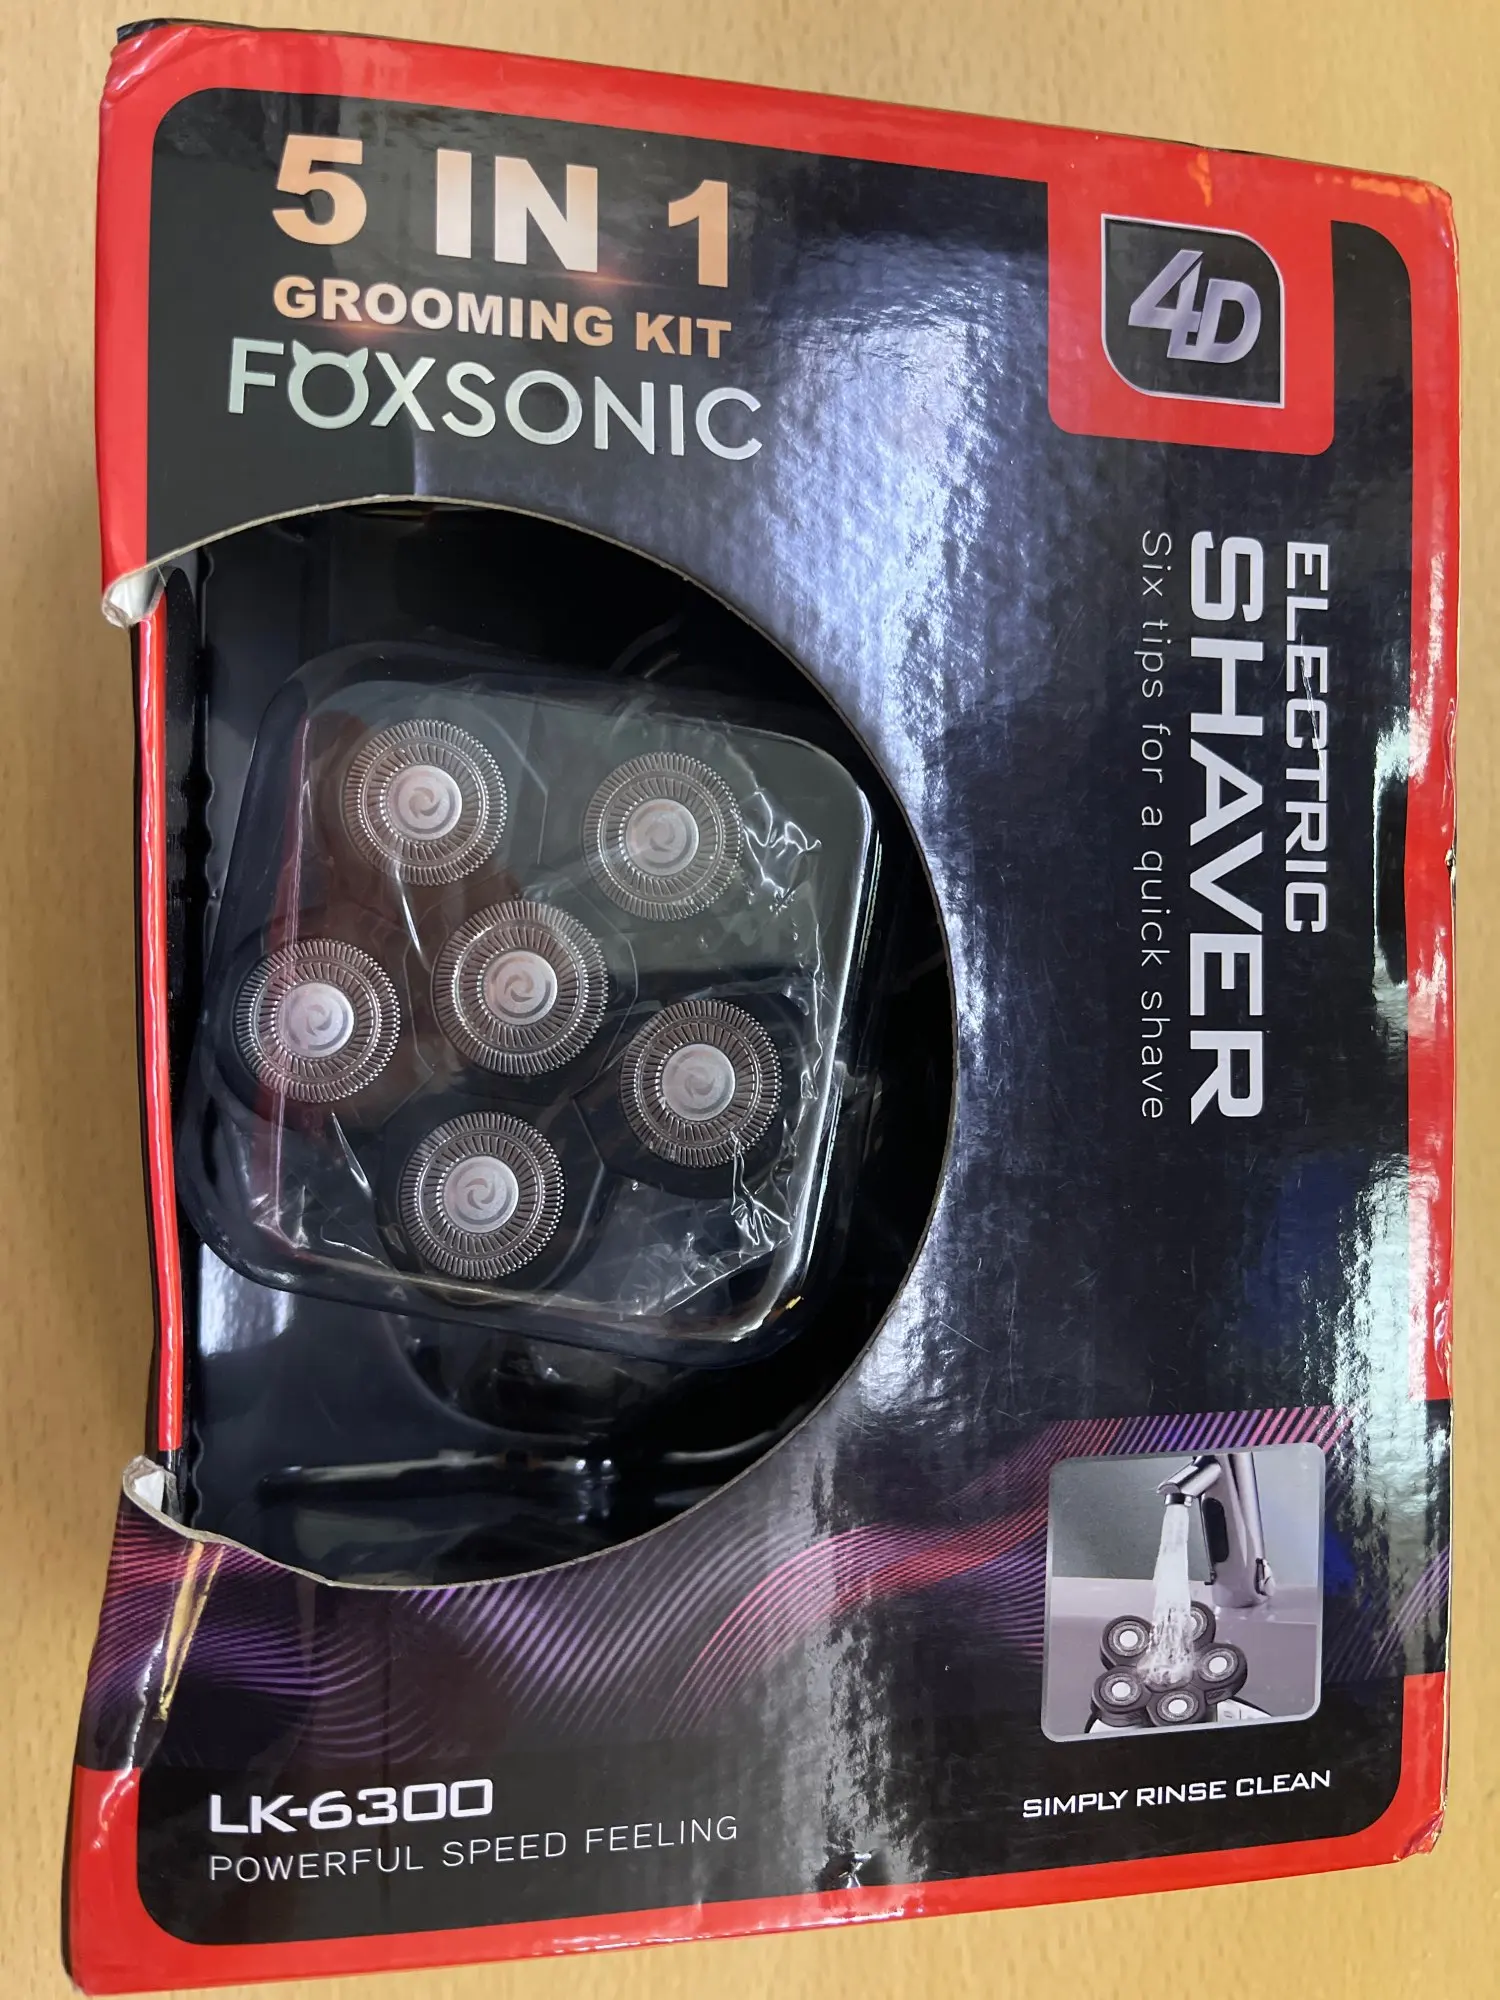 5 IN 1
GROOMING KIT
FOXSONIC
4D
ELECTRIC
SHAVER
Six tips for a quick shave
LK-6300
POWERFUL SPEED FEELING
SIMPLY RINSE CLEAN